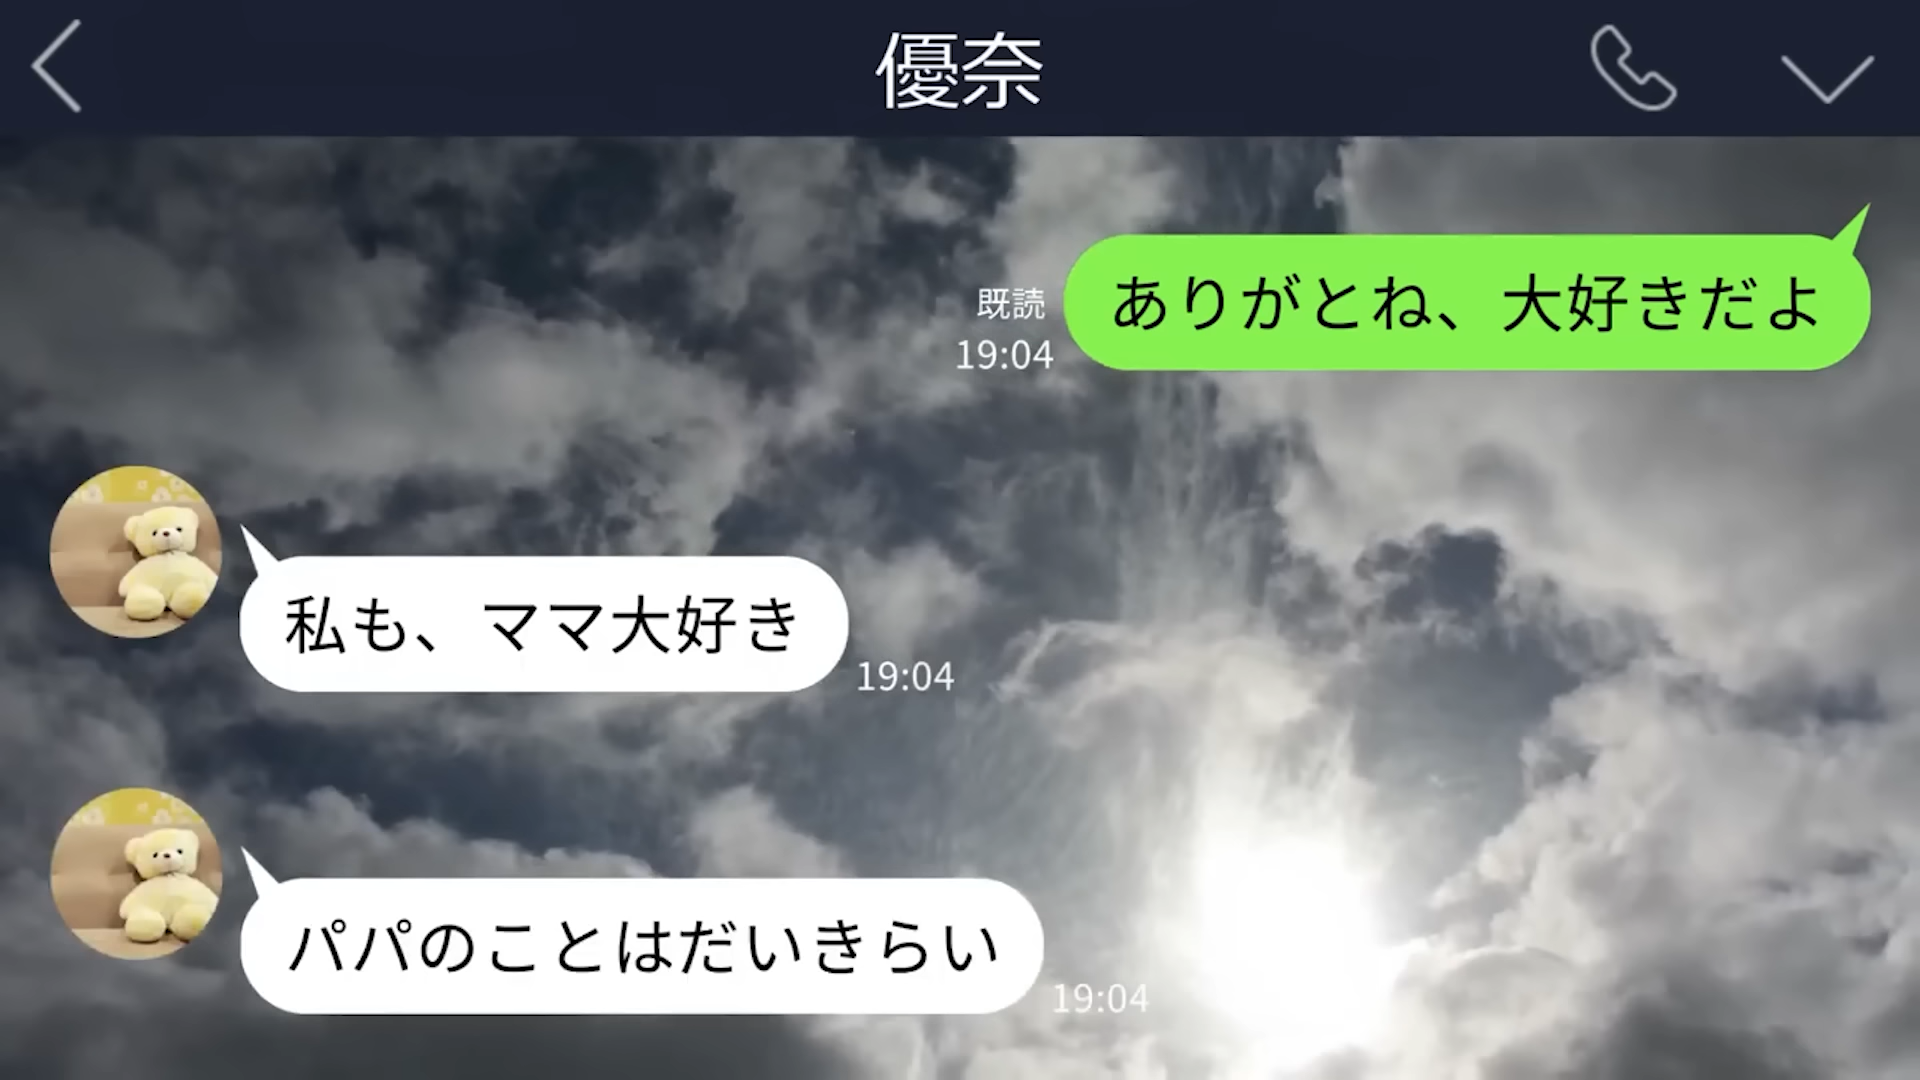 優奈
ありがとね、大好きだよ
既読
19:04
私も、ママ大好き
19:04
パパのことはだいきらい
19:04